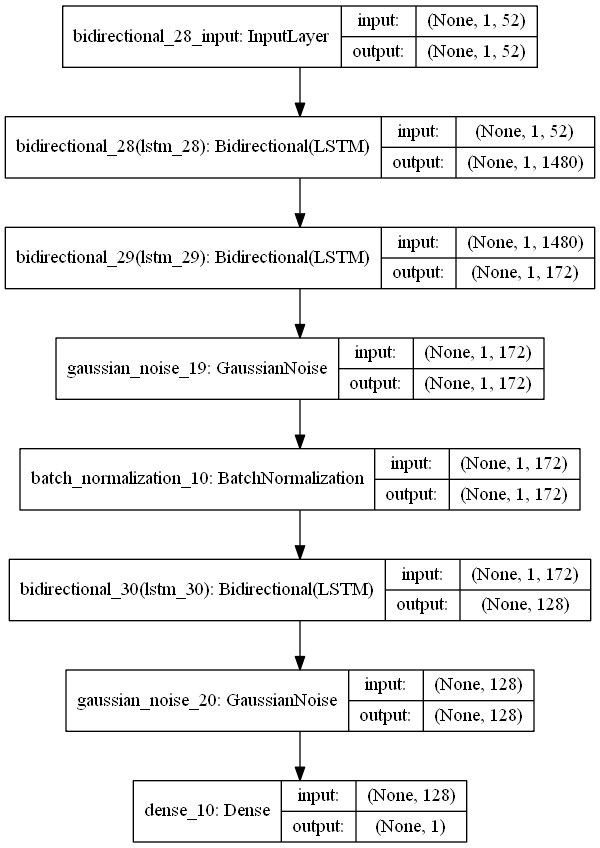 bidirectional_28_input: InputLayer input: (None, 1, 52)
output: (None, 1, 52)
bidirectional_28(lstm_28): Bidirectional(LSTM) input: (None, 1, 52)
output: (None, 1, 1480)
bidirectional_29(lstm_29): Bidirectional(LSTM) input: (None, 1, 1480)
output: (None, 1, 172)
gaussian_noise_19: GaussianNoise input: (None, 1, 172)
output: (None, 1, 172)
batch_normalization_10: BatchNormalization input: (None, 1, 172)
output: (None, 1, 172)
bidirectional_30(lstm_30): Bidirectional(LSTM) input: (None, 1, 172)
output: (None, 128)
gaussian_noise_20: GaussianNoise input: (None, 128)
output: (None, 128)
dense_10: Dense input: (None, 128)
output: (None, 1)